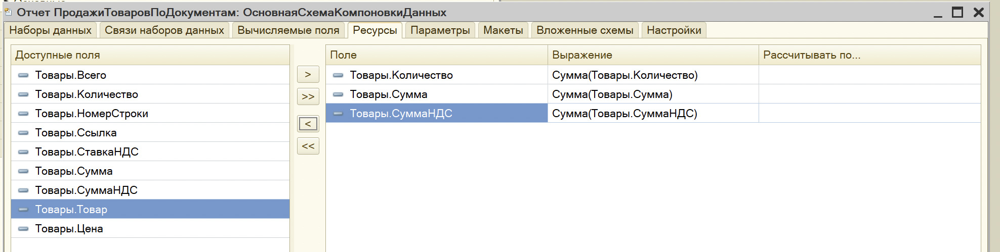 Отчет ПродажиТоваровПоДокументам: ОсновнаяСхемаКомпоновкиДанных
Наборы данных Связи наборов данных Вычисляемые поля Ресурсы Параметры Макеты Вложенные схемы Настройки
Доступные поля
Товары.Всего
Товары.Количество
Товары.НомерСтроки
Товары.Ссылка
Товары.СтавкаНДС
Товары.Сумма
Товары.СуммаНДС
Товары.Товар
Товары.Цена
>
>>
<
<<
Поле Выражение Рассчитывать по...
Товары.Количество Сумма(Товары.Количество)
Товары.Сумма Сумма(Товары.Сумма)
Товары.СуммаНДС Сумма(Товары.СуммаНДС)